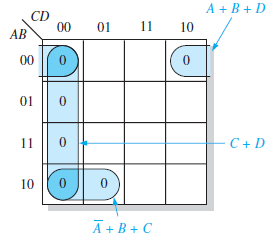 CD
A + B + D
AB
00 01 11 10
00 0 0
01 0
11 0
C + D
10 0 0
A̅ + B + C